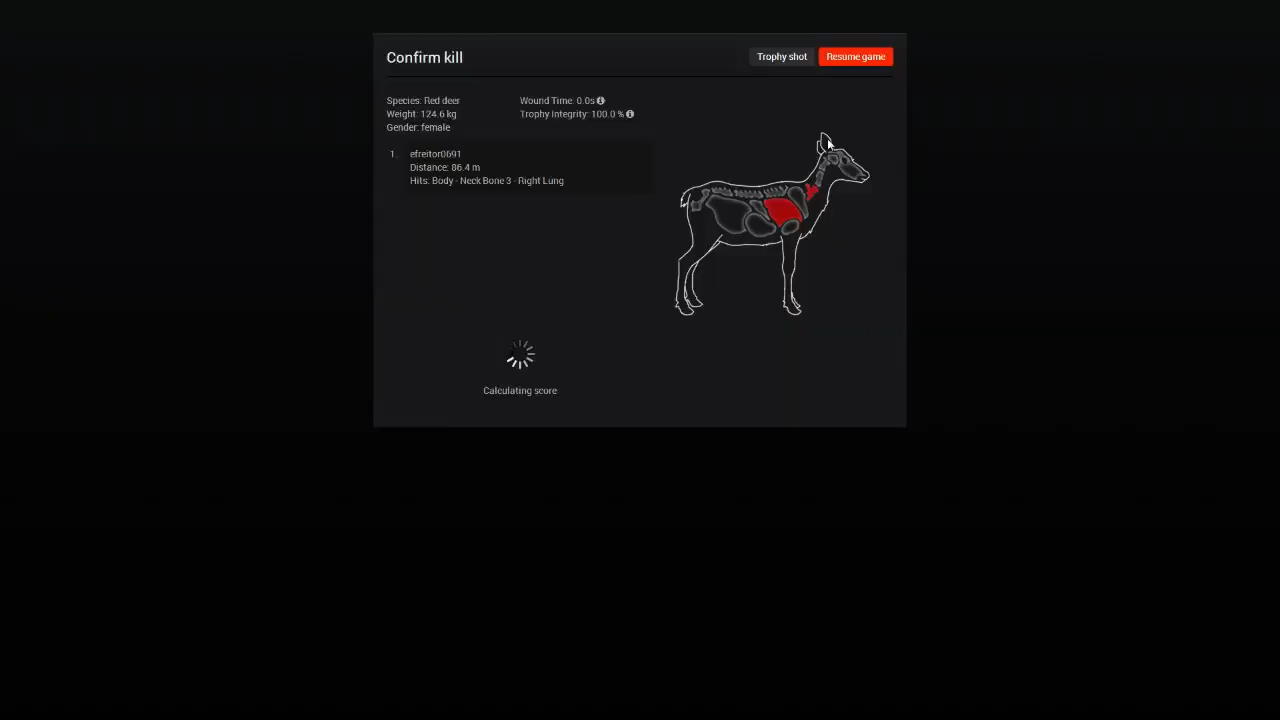 Confirm kill
Trophy shot
Resume game
Species: Red deer
Weight: 124.6 kg
Gender: female
Wound Time: 0.0s
Trophy Integrity: 100.0 %
1.
efreitor0691
Distance: 86.4 m
Hits: Body - Neck Bone 3 - Right Lung
Calculating score